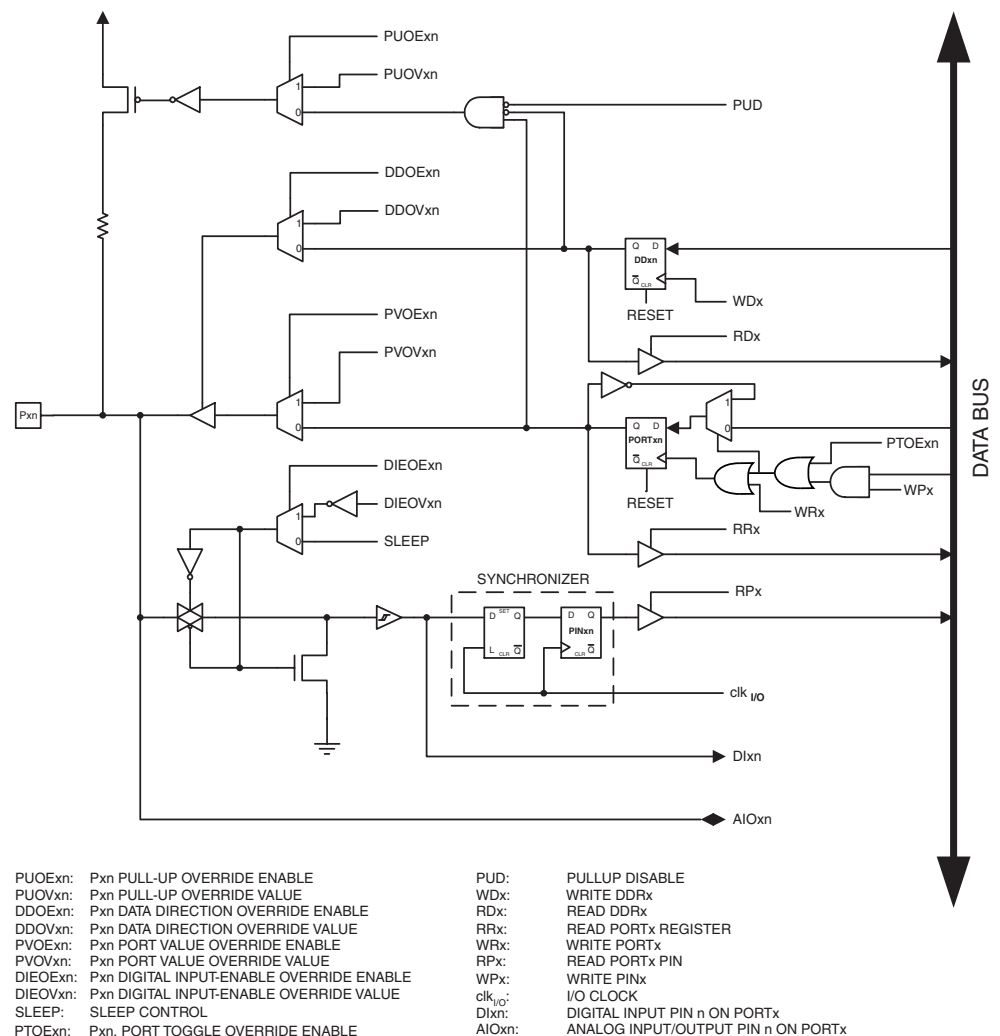 PUOExn
PUOVxn
1
0
PUD
DDOExn
DDOVxn
1
0
Q D
DDxn
Q CLR
WDx
RESET
RDx
PVOExn
PVOVxn
Pxn
1
0
1
0
Q D
PORTxn
Q CLR
PTOExn
WPx
RESET
WRx
RRx
DATA BUS
DIEOExn
DIEOVxn
1
0
SLEEP
SYNCHRONIZER
D SET Q
L CLR Q
D Q
PINxn
CLR Q
RPx
clk I/O
DIxn
AIOxn
PUOExn: Pxn PULL-UP OVERRIDE ENABLE
PUOVxn: Pxn PULL-UP OVERRIDE VALUE
DDOExn: Pxn DATA DIRECTION OVERRIDE ENABLE
DDOVxn: Pxn DATA DIRECTION OVERRIDE VALUE
PVOExn: Pxn PORT VALUE OVERRIDE ENABLE
PVOVxn: Pxn PORT VALUE OVERRIDE VALUE
DIEOExn: Pxn DIGITAL INPUT-ENABLE OVERRIDE ENABLE
DIEOVxn: Pxn DIGITAL INPUT-ENABLE OVERRIDE VALUE
SLEEP: SLEEP CONTROL
PTOExn: Pxn, PORT TOGGLE OVERRIDE ENABLE
PUD: PULLUP DISABLE
WDx: WRITE DDRx
RDx: READ DDRx
RRx: READ PORTx REGISTER
WRx: WRITE PORTx
RPx: READ PORTx PIN
WPx: WRITE PINx
clkI/O: I/O CLOCK
DIxn: DIGITAL INPUT PIN n ON PORTx
AIOxn: ANALOG INPUT/OUTPUT PIN n ON PORTx